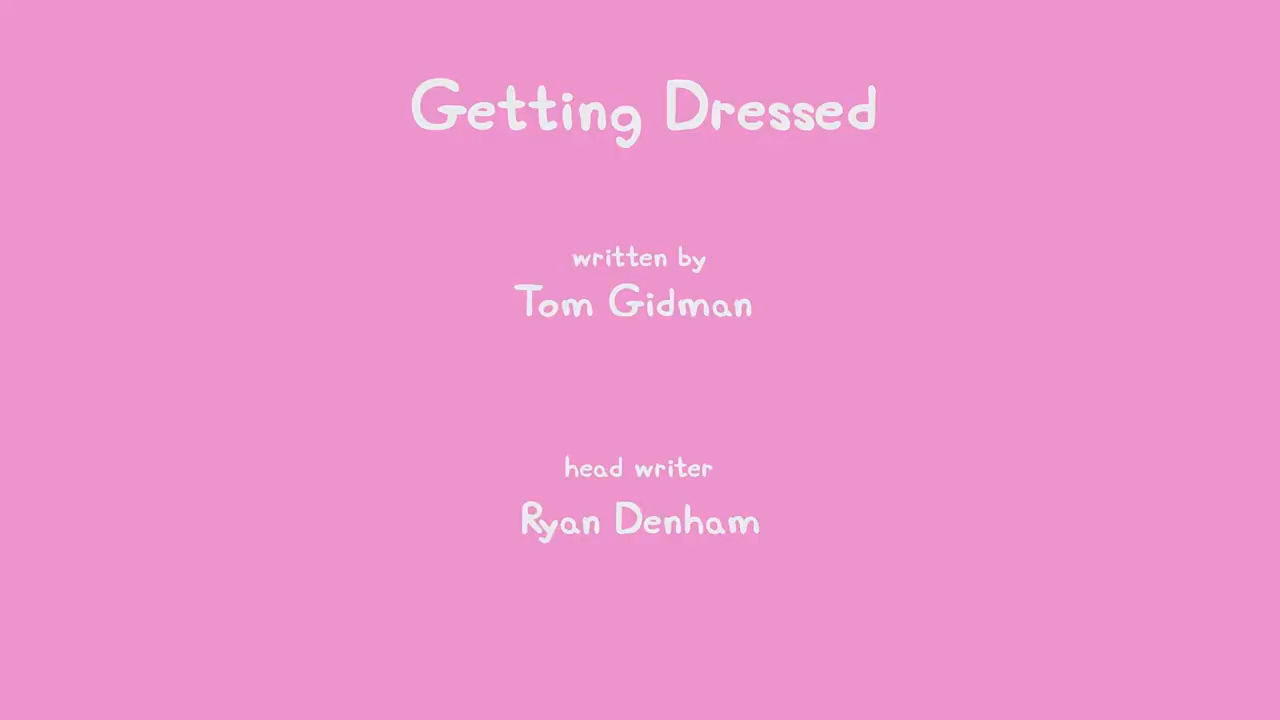 Getting Dressed
written by
Tom Gidman
head writer
Ryan Denham